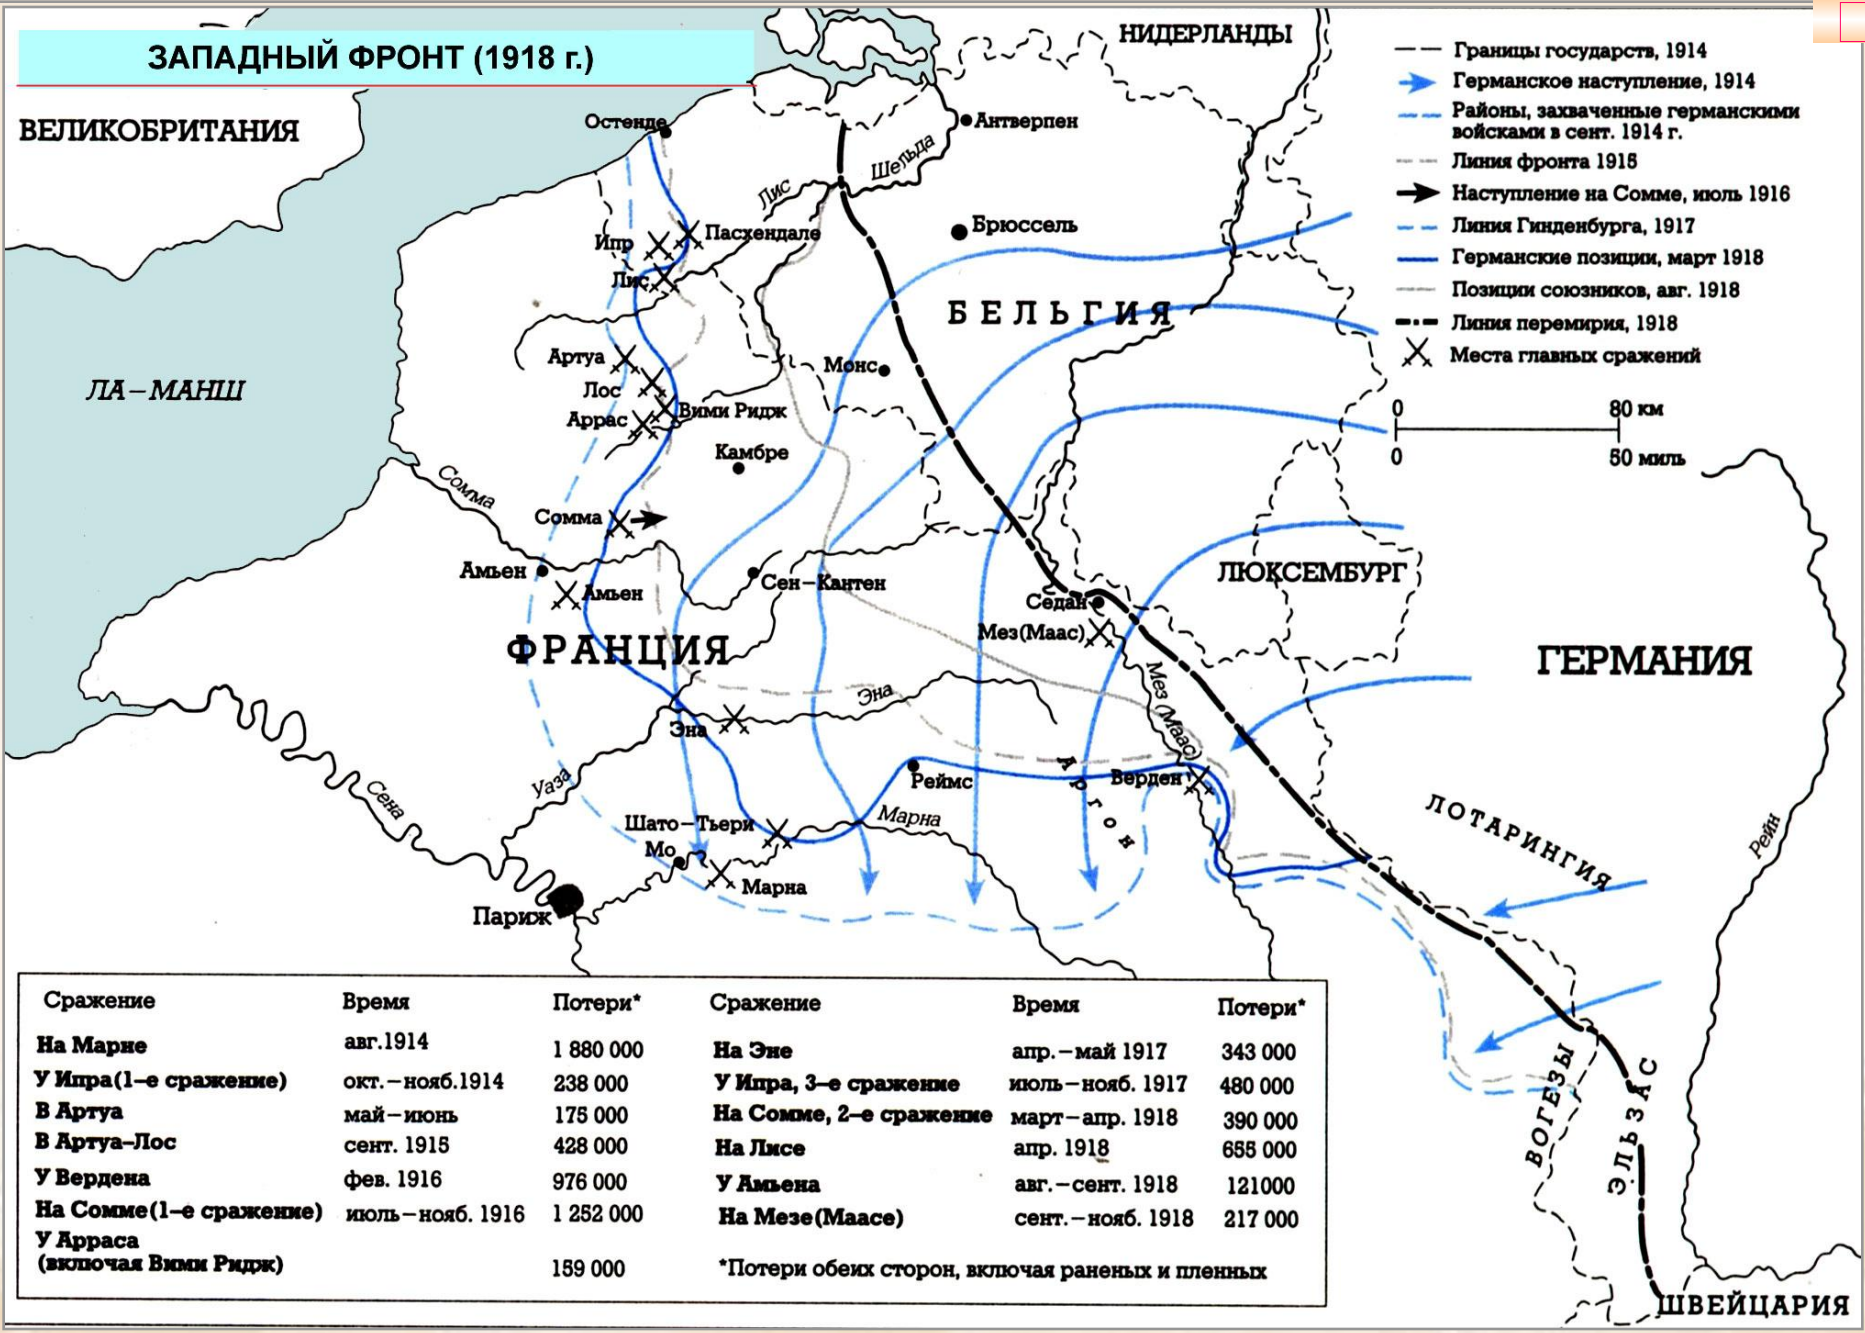 ЗАПАДНЫЙ ФРОНТ (1918 г.)
НИДЕРЛАНДЫ
Границы государств, 1914
Германское наступление, 1914
Районы, захваченные германскими
войсками в сент. 1914 г.
Линия фронта 1915
Наступление на Сомме, июль 1916
Линия Гинденбурга, 1917
Германские позиции, март 1918
Позиции союзников, авг. 1918
Линия перемирия, 1918
Места главных сражений
0 80 км
0 50 миль
ВЕЛИКОБРИТАНИЯ
Остенде
Антверпен
Шельда
Лис
Брюссель
Пасхендале
Ипр
Лис
БЕЛЬГИЯ
ЛА–МАНШ
Артуа
Монс
Лос
Вими Ридж
Аррас
Камбре
Сомма
Сомма
Амьен
Амьен
Сен–Кантен
ЛЮКСЕМБУРГ
Седан
Мез(Маас)
ФРАНЦИЯ
ГЕРМАНИЯ
Мез (Маас)
Эна
Эна
Аргон
Верден
Реймс
Уаза
Сена
Марна
Шато–Тьери
Мо
Марна
Париж
ЛОТАРИНГИЯ
Рейн
ВОГЕЗЫ
ЭЛЬЗАС
ШВЕЙЦАРИЯ
Сражение Время Потери*
На Марне авг.1914 1 880 000
У Ипра(1–е сражение) окт.–нояб.1914 238 000
В Артуа май–июнь 175 000
В Артуа–Лос сент. 1915 428 000
У Вердена фев. 1916 976 000
На Сомме(1–е сражение) июль–нояб. 1916 1 252 000
У Арраса
(включая Вими Ридж) 159 000
Сражение Время Потери*
На Эне апр.–май 1917 343 000
У Ипра, 3–е сражение июль–нояб. 1917 480 000
На Сомме, 2–е сражение март–апр. 1918 390 000
На Лисе апр. 1918 655 000
У Амьена авг.–сент. 1918 121000
На Мезе(Маасе) сент.–нояб. 1918 217 000
*Потери обеих сторон, включая раненых и пленных